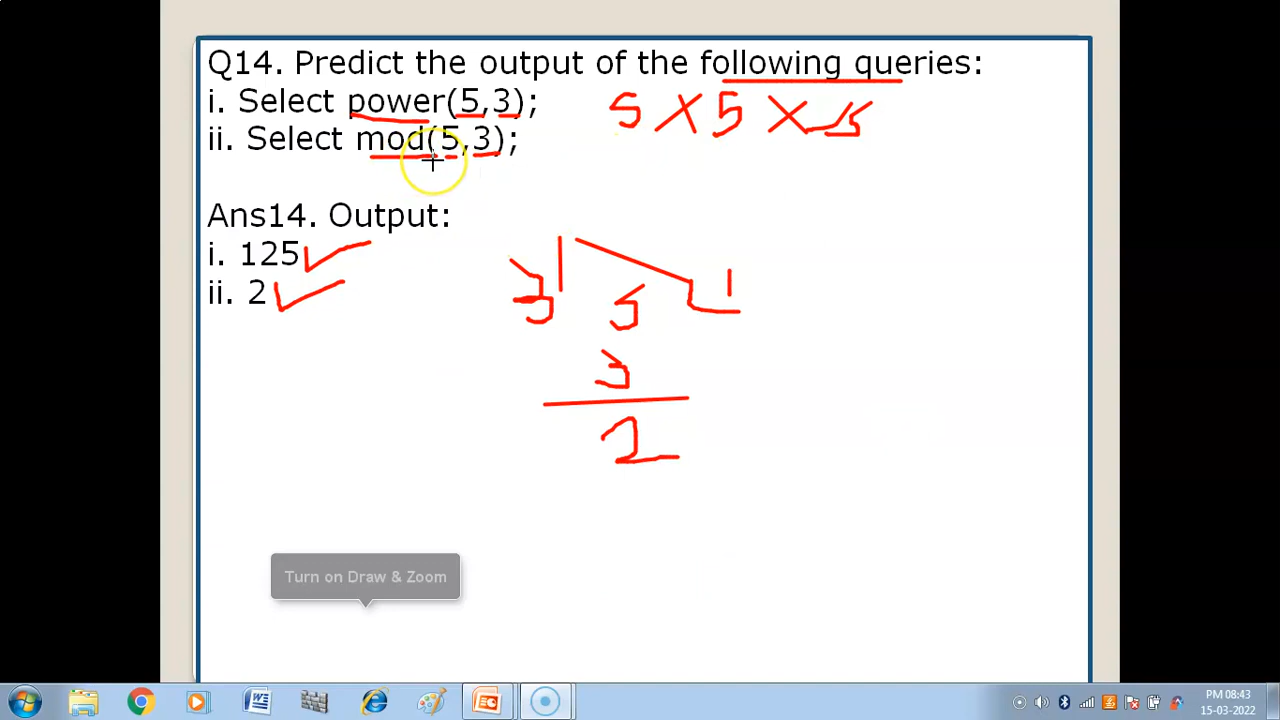 Q14. Predict the output of the following queries:
i. Select power(5,3);
5 X 5 X 5
ii. Select mod(5,3);
Ans14. Output:
i. 125
ii. 2
3 5 1
3
2
Turn on Draw & Zoom
PM 08:43
15-03-2022